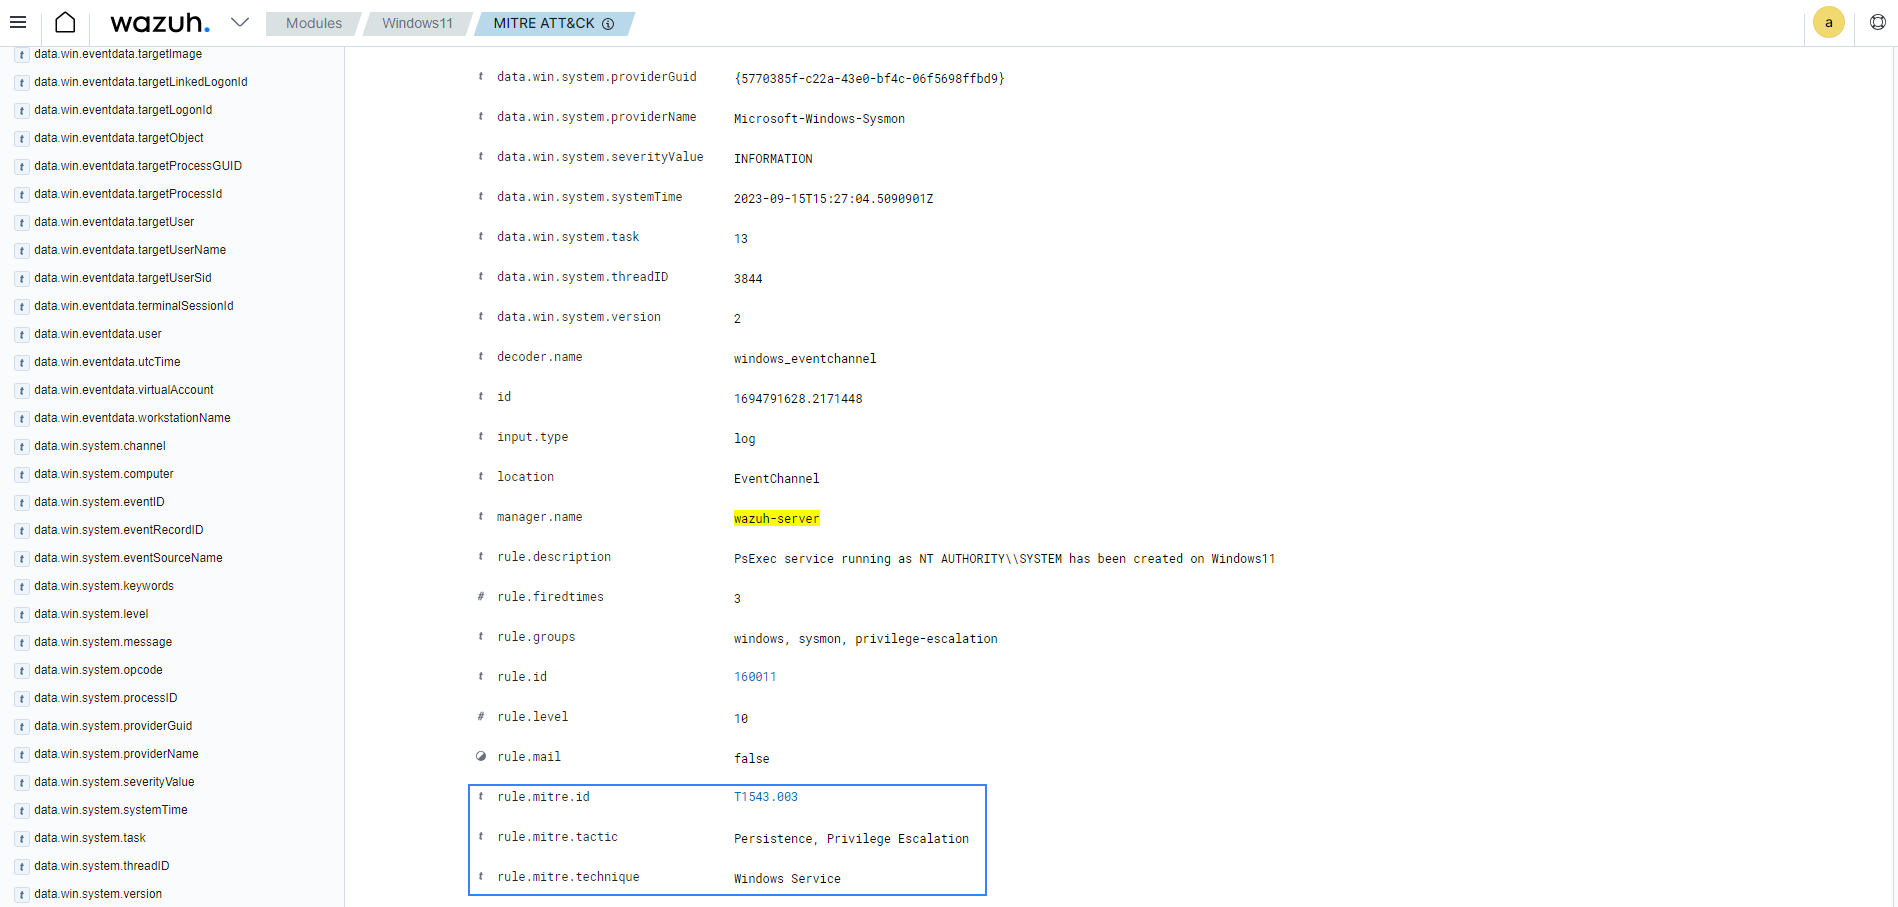 wazuh.
Modules
Windows11
MITRE ATT&CK
a
t data.win.eventdata.targetImage
t data.win.eventdata.targetLinkedLogonId
t data.win.eventdata.targetLogonId
t data.win.eventdata.targetObject
t data.win.eventdata.targetProcessGUID
t data.win.eventdata.targetProcessId
t data.win.eventdata.targetUser
t data.win.eventdata.targetUserName
t data.win.eventdata.targetUserSid
t data.win.eventdata.terminalSessionId
t data.win.eventdata.user
t data.win.eventdata.utcTime
t data.win.eventdata.virtualAccount
t data.win.eventdata.workstationName
t data.win.system.channel
t data.win.system.computer
t data.win.system.eventID
t data.win.system.eventRecordID
t data.win.system.eventSourceName
t data.win.system.keywords
t data.win.system.level
t data.win.system.message
t data.win.system.opcode
t data.win.system.processID
t data.win.system.providerGuid
t data.win.system.providerName
t data.win.system.severityValue
t data.win.system.systemTime
t data.win.system.task
t data.win.system.threadID
t data.win.system.version
t data.win.system.providerGuid {5770385f-c22a-43e0-bf4c-06f5698ffbd9}
t data.win.system.providerName Microsoft-Windows-Sysmon
t data.win.system.severityValue INFORMATION
t data.win.system.systemTime 2023-09-15T15:27:04.5090901Z
t data.win.system.task 13
t data.win.system.threadID 3844
t data.win.system.version 2
t decoder.name windows_eventchannel
t id 1694791628.2171448
t input.type log
t location EventChannel
t manager.name wazuh-server
t rule.description PsExec service running as NT AUTHORITY\\SYSTEM has been created on Windows11
# rule.firedtimes 3
t rule.groups windows, sysmon, privilege-escalation
t rule.id 160011
# rule.level 10
rule.mail false
t rule.mitre.id T1543.003
t rule.mitre.tactic Persistence, Privilege Escalation
t rule.mitre.technique Windows Service